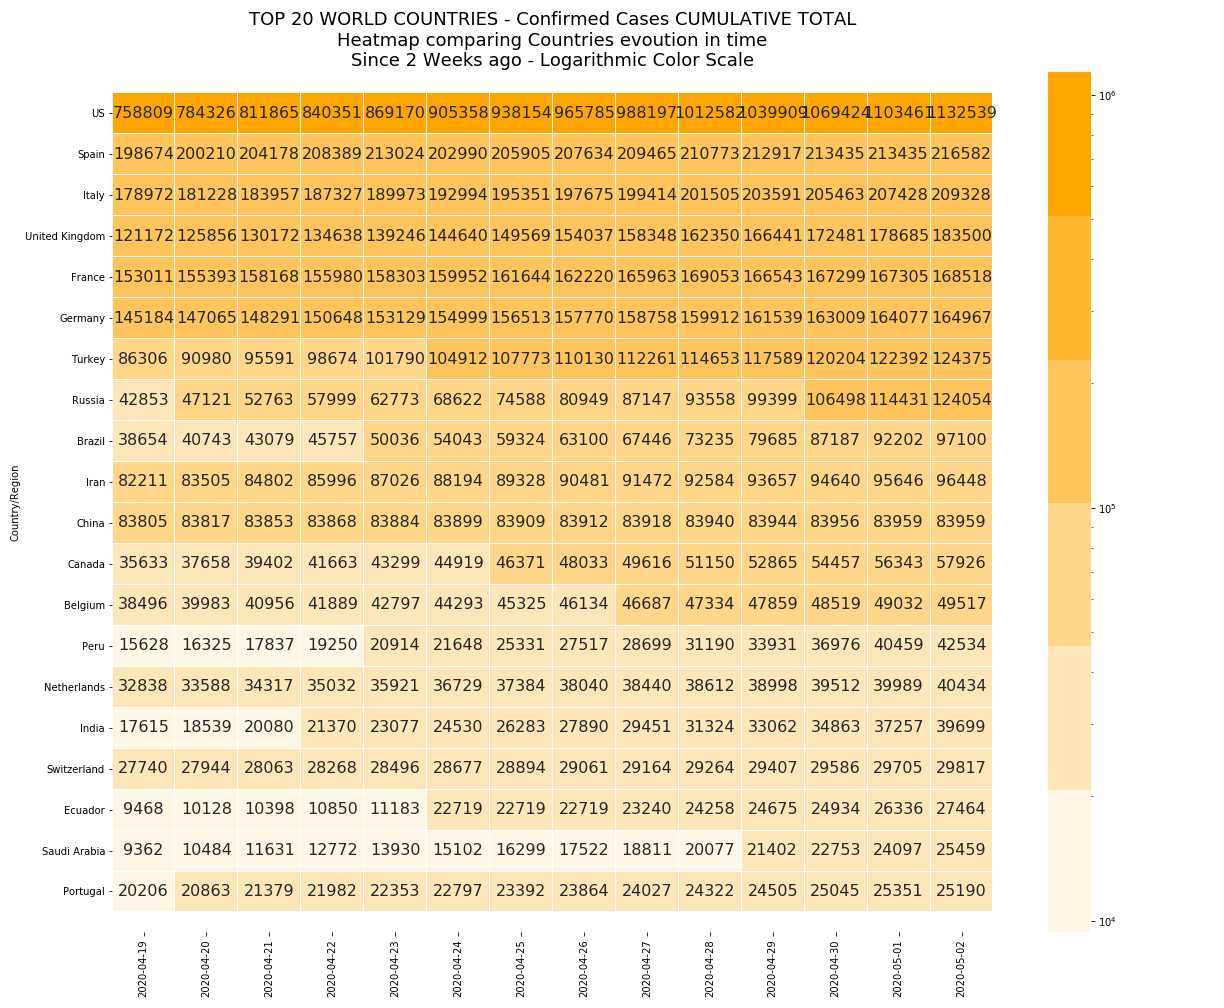 TOP 20 WORLD COUNTRIES - Confirmed Cases CUMULATIVE TOTAL
Heatmap comparing Countries evoution in time
Since 2 Weeks ago - Logarithmic Color Scale
US 758809 784326 811865 840351 869170 905358 938154 965785 988197 1012582 1039909 1069424 1103461 1132539
Spain 198674 200210 204178 208389 213024 202990 205905 207634 209465 210773 212917 213435 213435 216582
Italy 178972 181228 183957 187327 189973 192994 195351 197675 199414 201505 203591 205463 207428 209328
United Kingdom 121172 125856 130172 134638 139246 144640 149569 154037 158348 162350 166441 172481 178685 183500
France 153011 155393 158168 155980 158303 159952 161644 162220 165963 169053 166543 167299 167305 168518
Germany 145184 147065 148291 150648 153129 154999 156513 157770 158758 159912 161539 163009 164077 164967
Turkey 86306 90980 95591 98674 101790 104912 107773 110130 112261 114653 117589 120204 122392 124375
Russia 42853 47121 52763 57999 62773 68622 74588 80949 87147 93558 99399 106498 114431 124054
Brazil 38654 40743 43079 45757 50036 54043 59324 63100 67446 73235 79685 87187 92202 97100
Iran 82211 83505 84802 85996 87026 88194 89328 90481 91472 92584 93657 94640 95646 96448
China 83805 83817 83853 83868 83884 83899 83909 83912 83918 83940 83944 83956 83959 83959
Canada 35633 37658 39402 41663 43299 44919 46371 48033 49616 51150 52865 54457 56343 57926
Belgium 38496 39983 40956 41889 42797 44293 45325 46134 46687 47334 47859 48519 49032 49517
Peru 15628 16325 17837 19250 20914 21648 25331 27517 28699 31190 33931 36976 40459 42534
Netherlands 32838 33588 34317 35032 35921 36729 37384 38040 38440 38612 38998 39512 39989 40434
India 17615 18539 20080 21370 23077 24530 26283 27890 29451 31324 33062 34863 37257 39699
Switzerland 27740 27944 28063 28268 28496 28677 28894 29061 29164 29264 29407 29586 29705 29817
Ecuador 9468 10128 10398 10850 11183 22719 22719 22719 23240 24258 24675 24934 26336 27464
Saudi Arabia 9362 10484 11631 12772 13930 15102 16299 17522 18811 20077 21402 22753 24097 25459
Portugal 20206 20863 21379 21982 22353 22797 23392 23864 24027 24322 24505 25045 25351 25190
2020-04-19 2020-04-20 2020-04-21 2020-04-22 2020-04-23 2020-04-24 2020-04-25 2020-04-26 2020-04-27 2020-04-28 2020-04-29 2020-04-30 2020-05-01 2020-05-02
Country/Region
10⁶
10⁵
10⁴